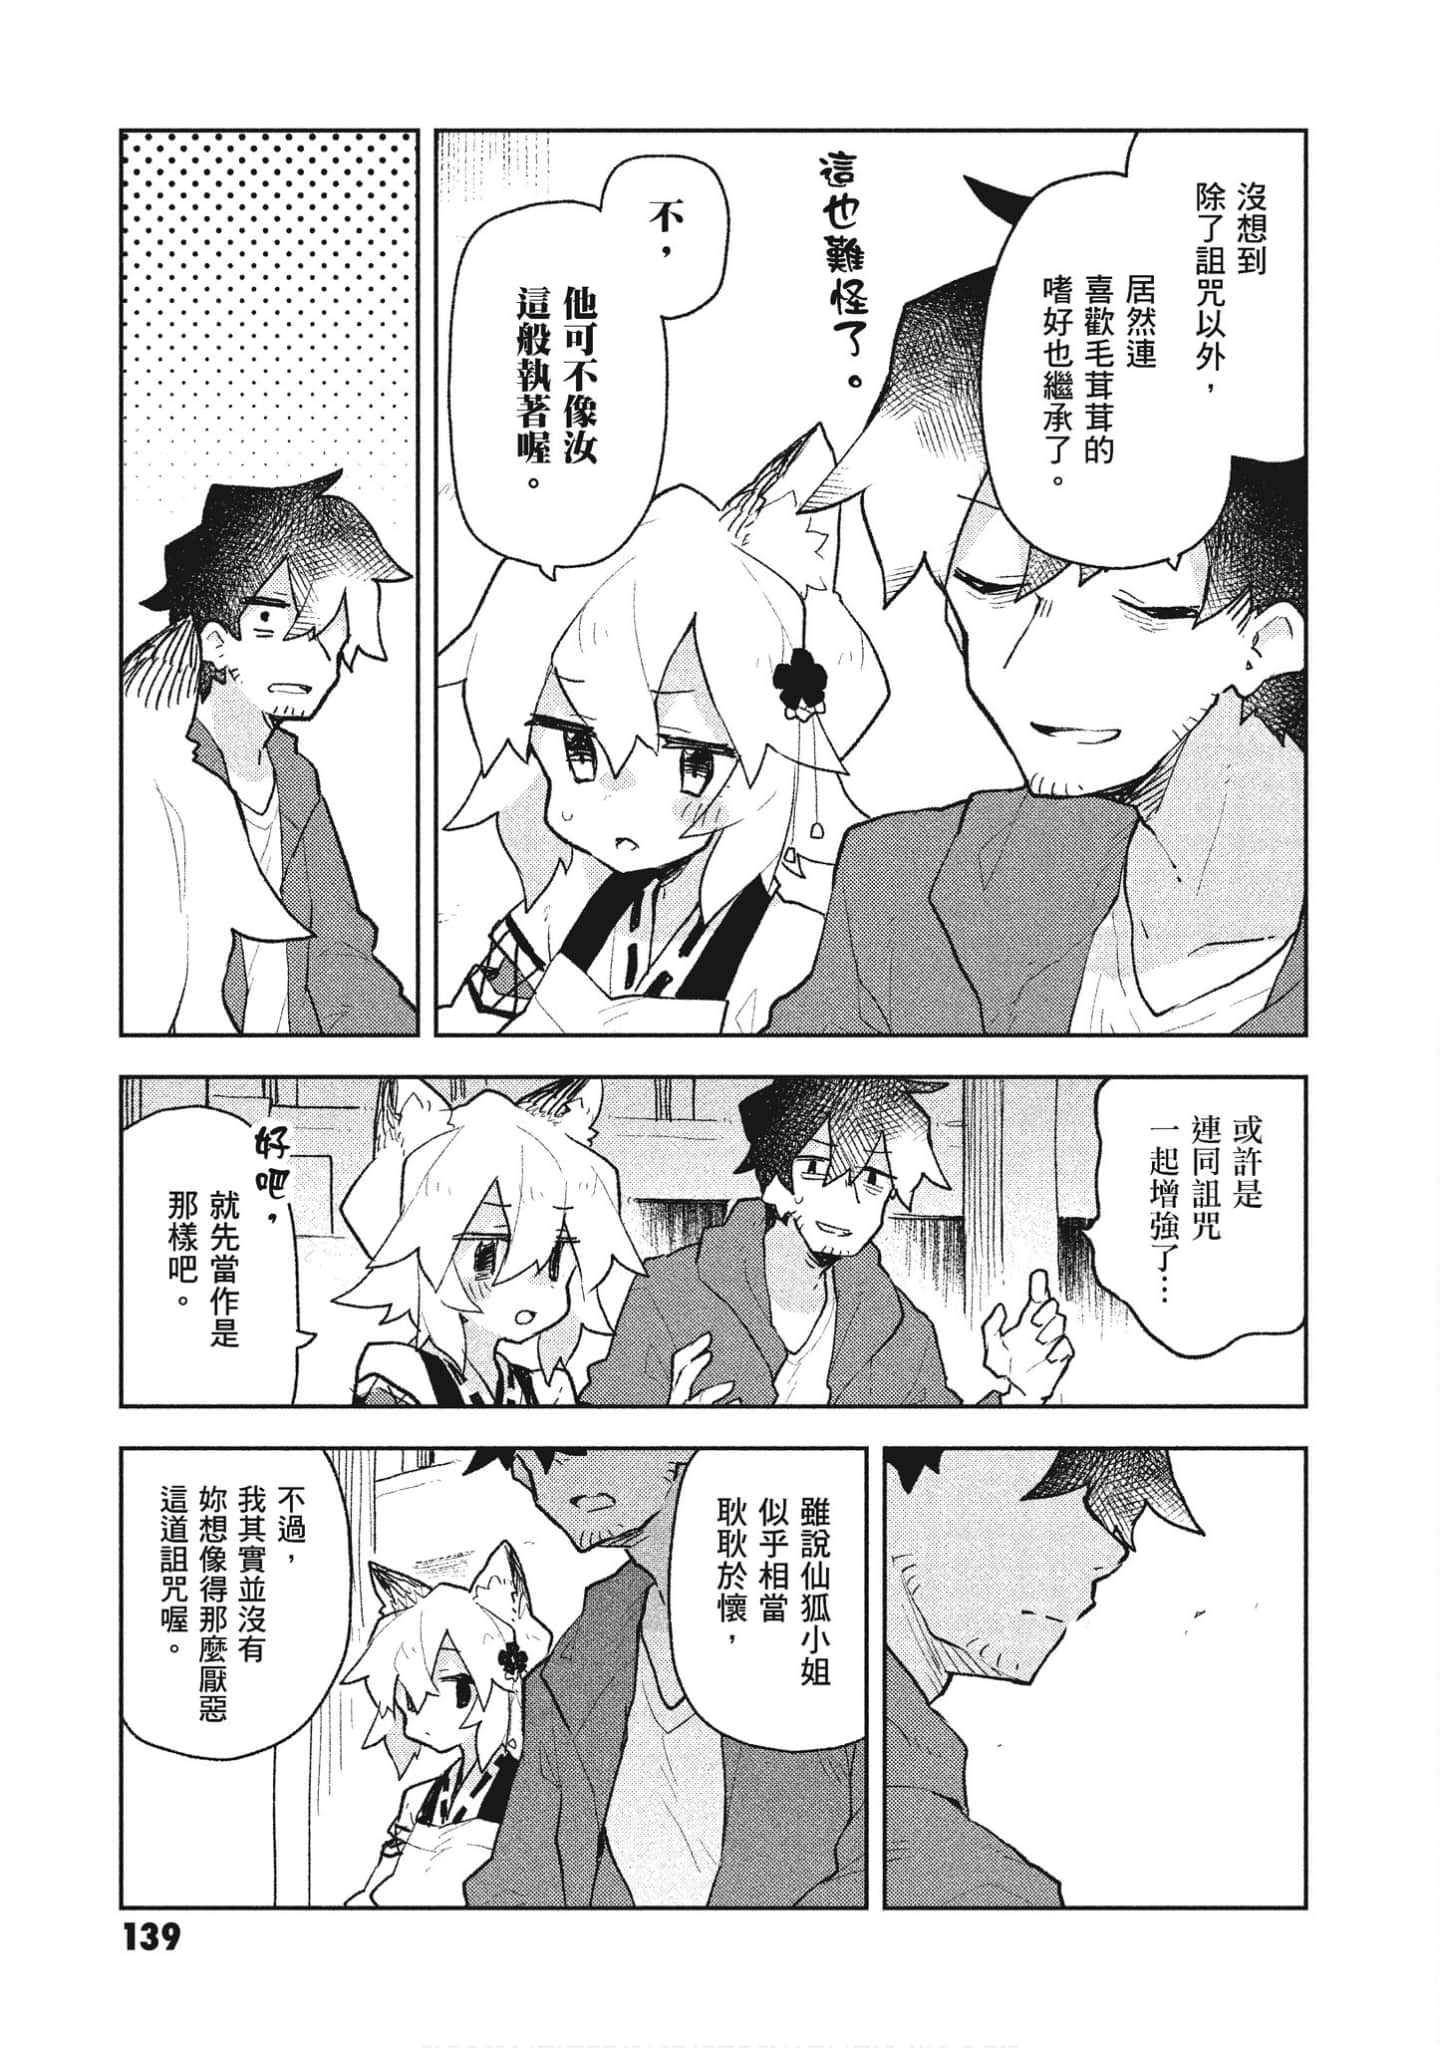 沒想到
除了詛咒以外，
居然連
喜歡毛茸茸的
嗜好也繼承了。
這也難怪了。
不，
他可不像汝
這般執著喔。
或許是
連同詛咒
一起增強了…
好吧，
就先當作是
那樣吧。
雖說仙狐小姐
似乎相當
耿耿於懷，
不過，
我其實並沒有
妳想像得那麼厭惡
這道詛咒喔。
139